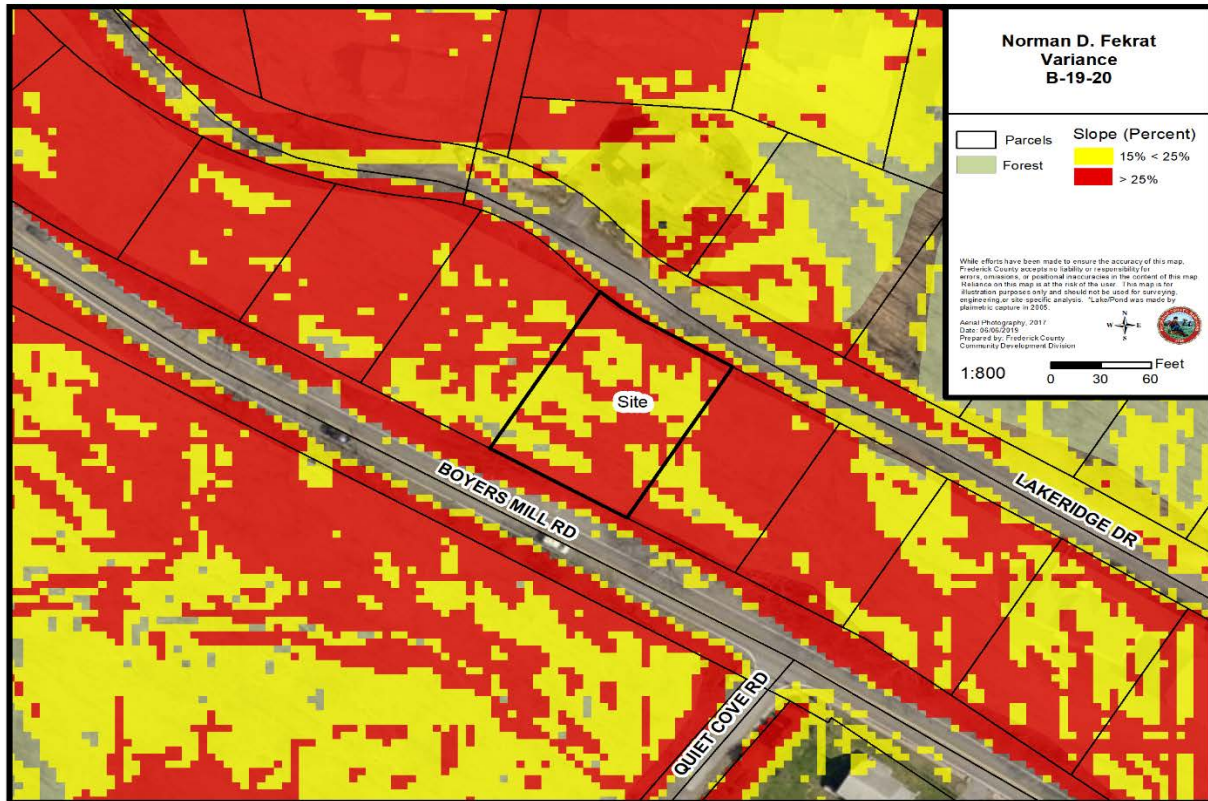 Norman D. Fekrat
Variance
B-19-20
Parcels
Forest
Slope (Percent)
15% < 25%
> 25%
While efforts have been made to ensure the accuracy of this map,
Frederick County accepts no liability or responsibility for
errors, omissions, or positional inaccuracies in the content of this map.
Reliance on this map is at the risk of the user. This map is for
illustration purposes only and should not be used for surveying,
engineering,or site specific analysis. *Lake/Pond was made by
plaimetric capture in 2005.
Aerial Photography, 2017
Date: 06/06/2019
Prepared by: Frederick County
Community Development Division
N
W E
S
1:800
Feet
0 30 60
Site
BOYERS MILL RD
LAKERIDGE DR
QUIET COVE RD